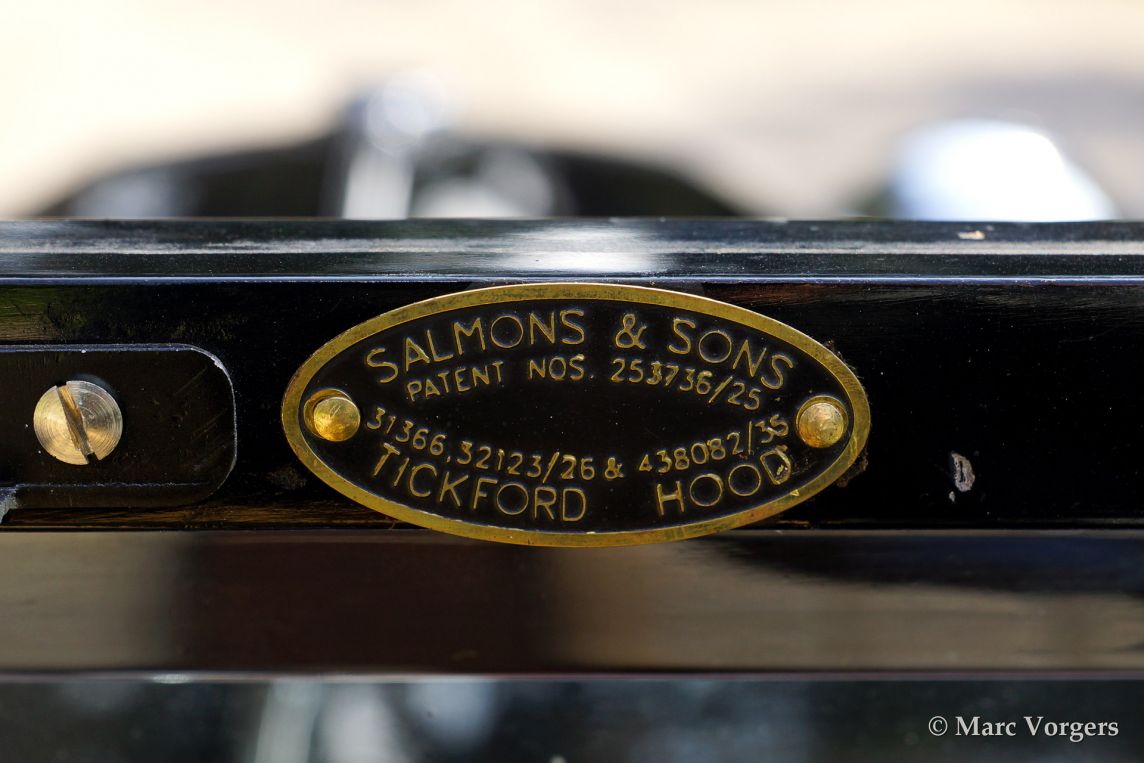 SALMONS & SONS
PATENT NOS. 253736/25
31366, 32123/26 & 438082/35
TICKFORD HOOD
© Marc Vorgers